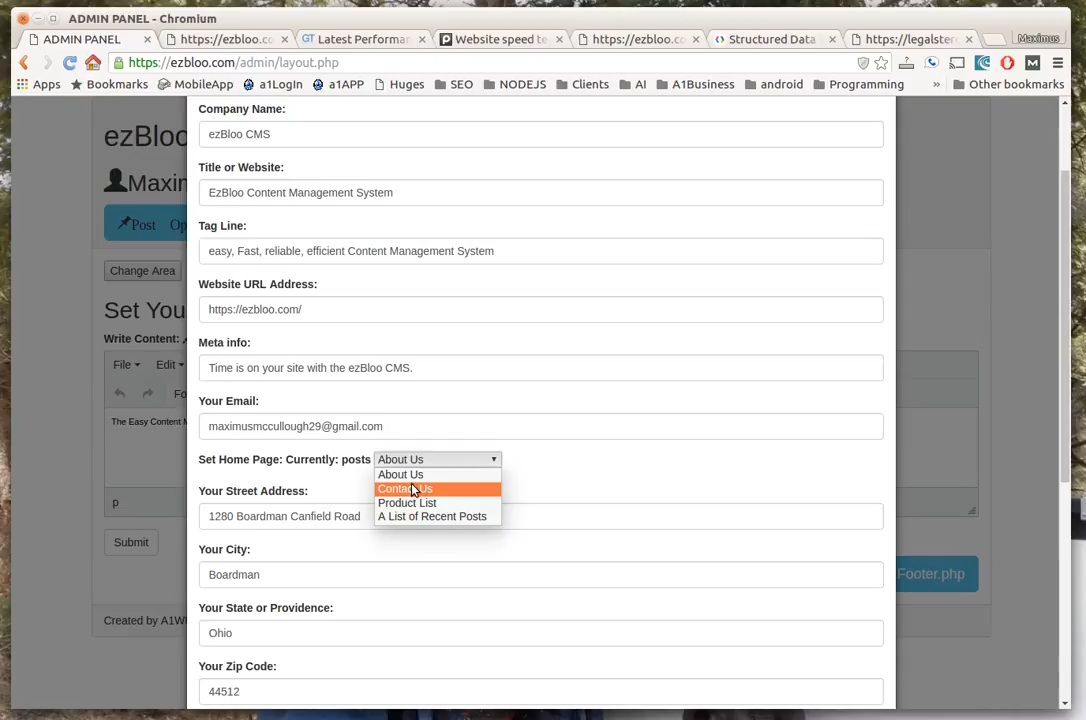 ADMIN PANEL - Chromium
ADMIN PANEL
https://ezbloo.co
GT Latest Performan
Website speed te
https://ezbloo.co
Structured Data
https://legalster
Maximus
https://ezbloo.com/admin/layout.php
Apps
Bookmarks
MobileApp
a1LogIn
a1APP
Huges
SEO
NODEJS
Clients
AI
A1Business
android
Programming
»
Other bookmarks
ezBloo
Maxim
Post
Op
Change Area
Set You
Write Content:
File
Edit
Fo
The Easy Content M
p
Submit
Created by A1W
Footer.php
Company Name:
ezBloo CMS
Title or Website:
EzBloo Content Management System
Tag Line:
easy, Fast, reliable, efficient Content Management System
Website URL Address:
https://ezbloo.com/
Meta info:
Time is on your site with the ezBloo CMS.
Your Email:
maximusmccullough29@gmail.com
Set Home Page: Currently: posts
About Us
About Us
Contact Us
Product List
A List of Recent Posts
Your Street Address:
1280 Boardman Canfield Road
Your City:
Boardman
Your State or Providence:
Ohio
Your Zip Code:
44512